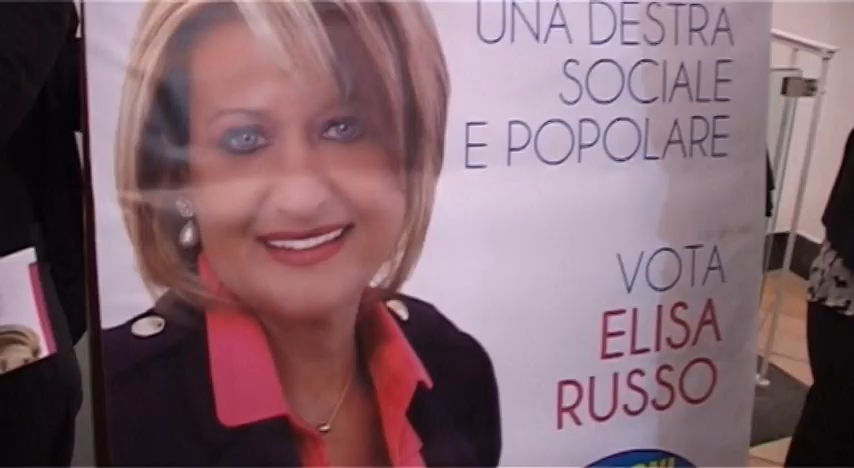 UNA DESTRA
SOCIALE
E POPOLARE
VOTA
ELISA
RUSSO